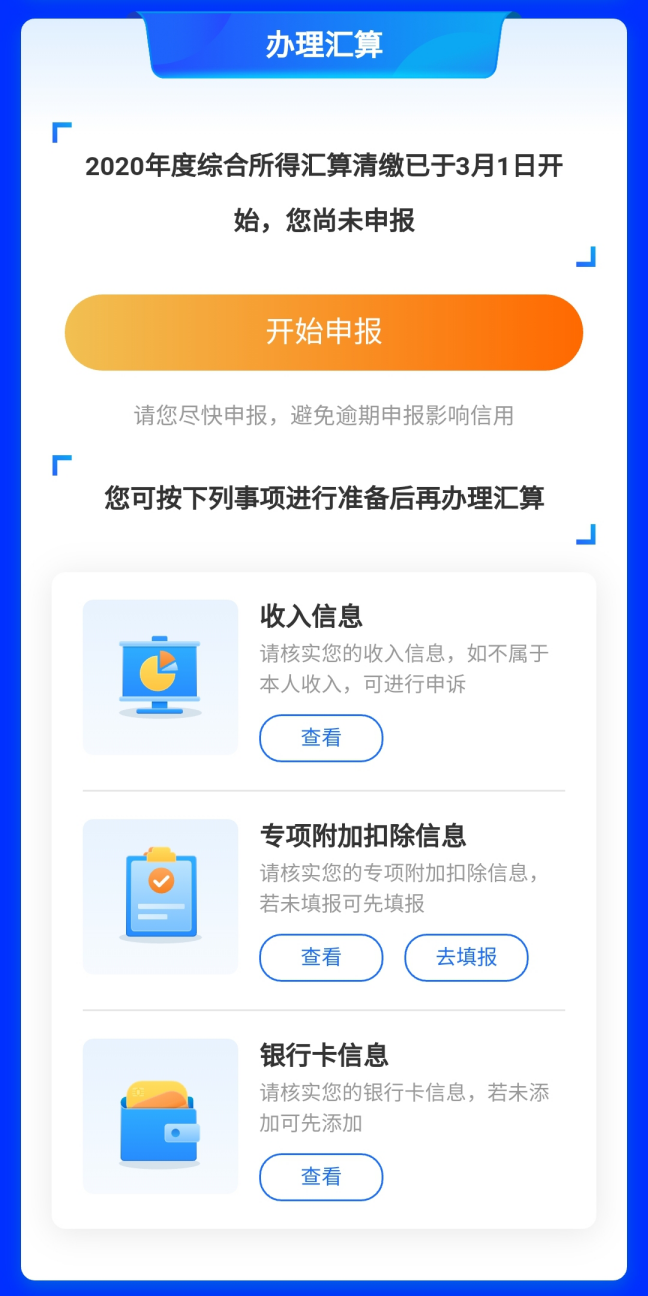 办理汇算
2020年度综合所得汇算清缴已于3月1日开
始，您尚未申报
开始申报
请您尽快申报，避免逾期申报影响信用
您可按下列事项进行准备后再办理汇算
收入信息
请核实您的收入信息，如不属于
本人收入，可进行申诉
查看
专项附加扣除信息
请核实您的专项附加扣除信息，
若未填报可先填报
查看 去填报
银行卡信息
请核实您的银行卡信息，若未添
加可先添加
查看